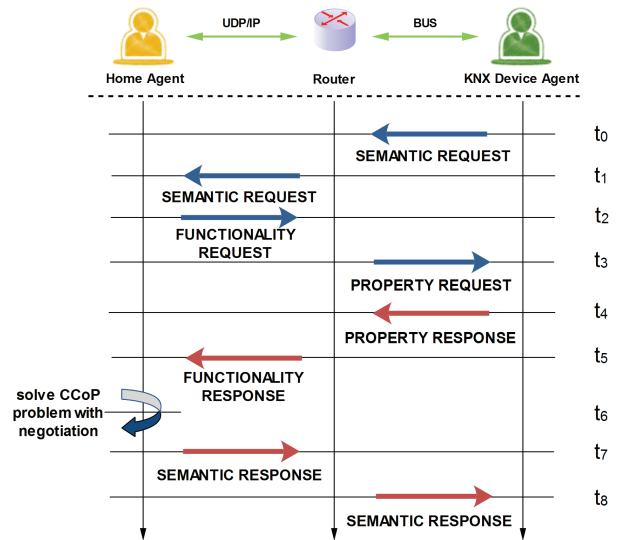 UDP/IP
BUS
Home Agent
Router
KNX Device Agent
t0
SEMANTIC REQUEST
t1
SEMANTIC REQUEST
t2
FUNCTIONALITY
REQUEST
t3
PROPERTY REQUEST
t4
PROPERTY RESPONSE
t5
FUNCTIONALITY
RESPONSE
solve CCoP
problem with
negotiation
t6
t7
SEMANTIC RESPONSE
t8
SEMANTIC RESPONSE